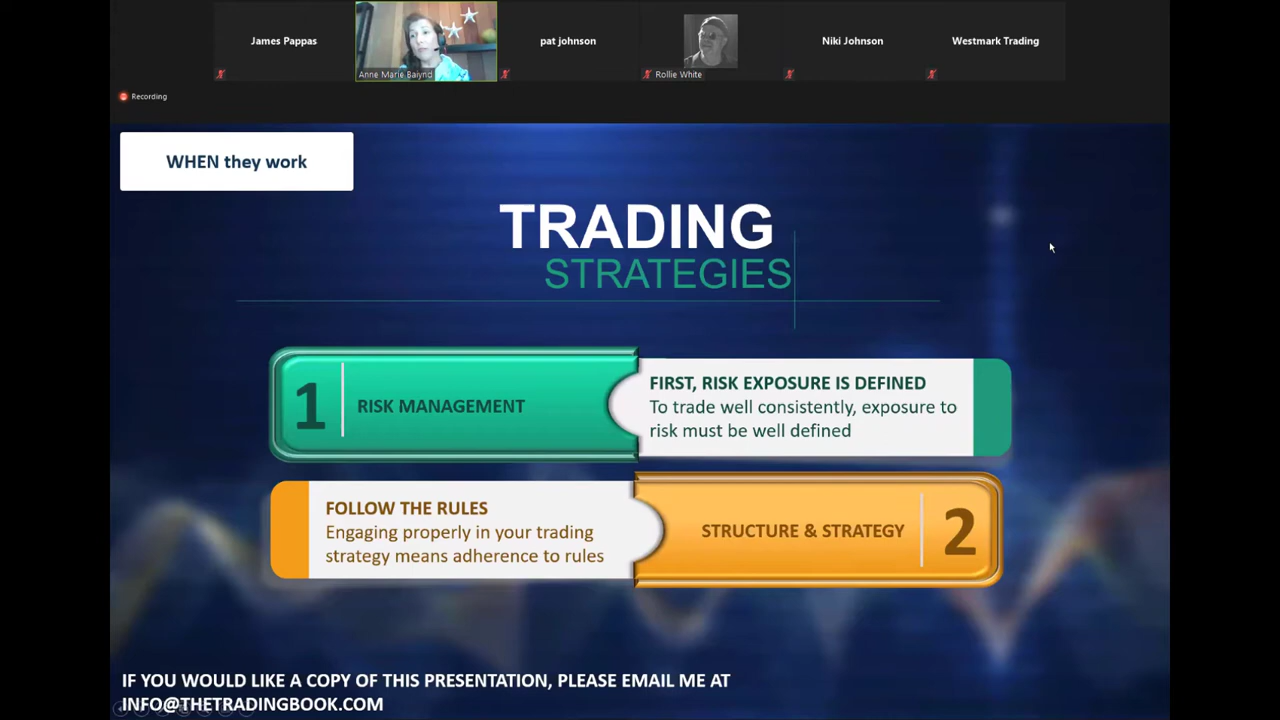 James Pappas
Anne Marie Baiynd
pat johnson
Rollie White
Niki Johnson
Westmark Trading
Recording
WHEN they work
TRADING
STRATEGIES
1
RISK MANAGEMENT
FIRST, RISK EXPOSURE IS DEFINED
To trade well consistently, exposure to
risk must be well defined
FOLLOW THE RULES
Engaging properly in your trading
strategy means adherence to rules
STRUCTURE & STRATEGY
2
IF YOU WOULD LIKE A COPY OF THIS PRESENTATION, PLEASE EMAIL ME AT
INFO@THETRADINGBOOK.COM